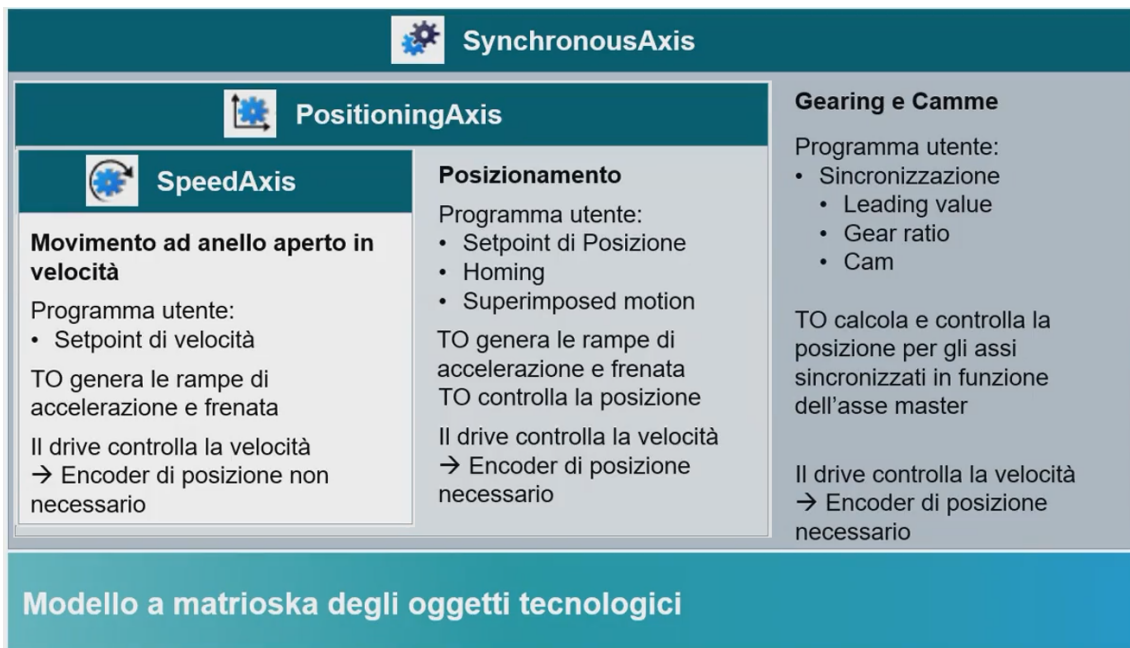 SynchronousAxis
PositioningAxis
SpeedAxis
Movimento ad anello aperto in
velocità
Programma utente:
• Setpoint di velocità
TO genera le rampe di
accelerazione e frenata
Il drive controlla la velocità
→ Encoder di posizione non
necessario
Posizionamento
Programma utente:
• Setpoint di Posizione
• Homing
• Superimposed motion
TO genera le rampe di
accelerazione e frenata
TO controlla la posizione
Il drive controlla la velocità
→ Encoder di posizione
necessario
Gearing e Camme
Programma utente:
• Sincronizzazione
• Leading value
• Gear ratio
• Cam
TO calcola e controlla la
posizione per gli assi
sincronizzati in funzione
dell'asse master
Il drive controlla la velocità
→ Encoder di posizione
necessario
Modello a matrioska degli oggetti tecnologici